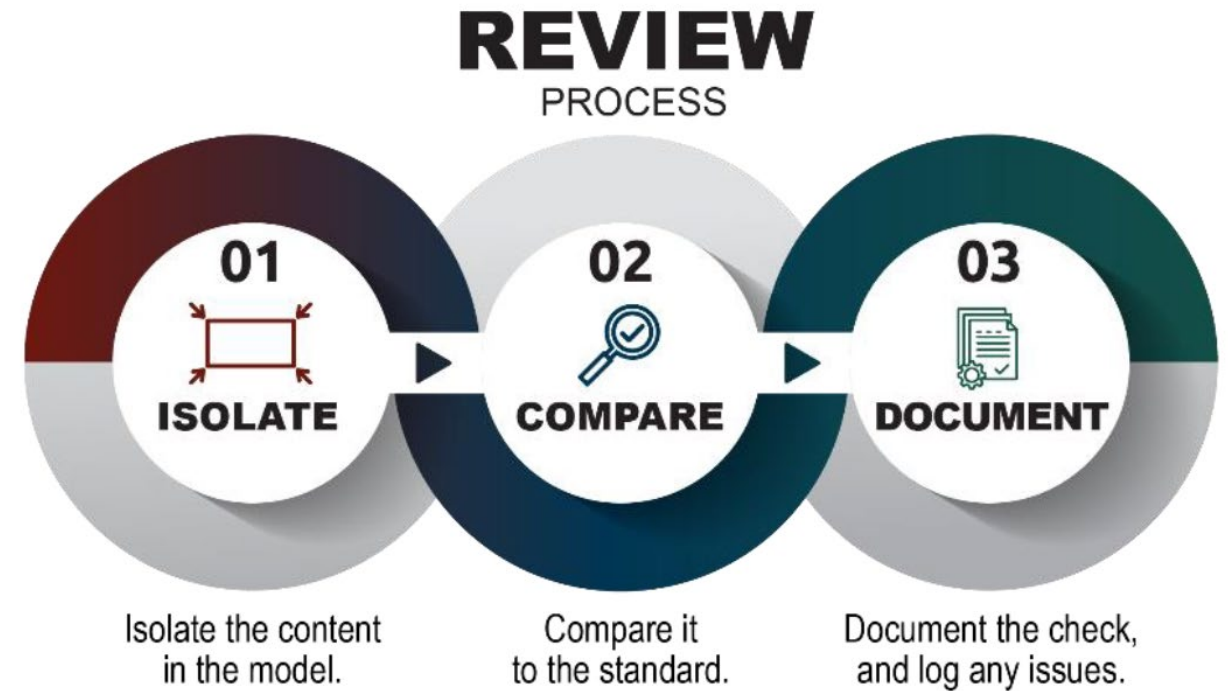 REVIEW
PROCESS
01
ISOLATE
Isolate the content
in the model.
02
COMPARE
Compare it
to the standard.
03
DOCUMENT
Document the check,
and log any issues.